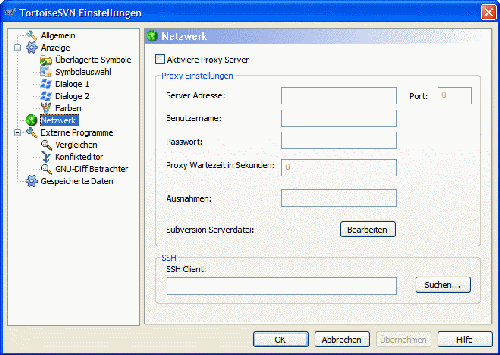 TortoiseSVN Einstellungen
Allgemein
Anzeige
Überlagerte Symbole
Symbolauswahl
Dialoge 1
Dialoge 2
Farben
Netzwerk
Externe Programme
Vergleichen
Konflikteditor
GNU-Diff Betrachter
Gespeicherte Daten
Netzwerk
Aktiviere Proxy Server
Proxy Einstellungen
Server Adresse:
Port: 0
Benutzername:
Passwort:
Proxy Wartezeit in Sekunden: 0
Ausnahmen:
Subversion Serverdatei: Bearbeiten
SSH
SSH Client:
Suchen...
OK Abbrechen Übernehmen Hilfe